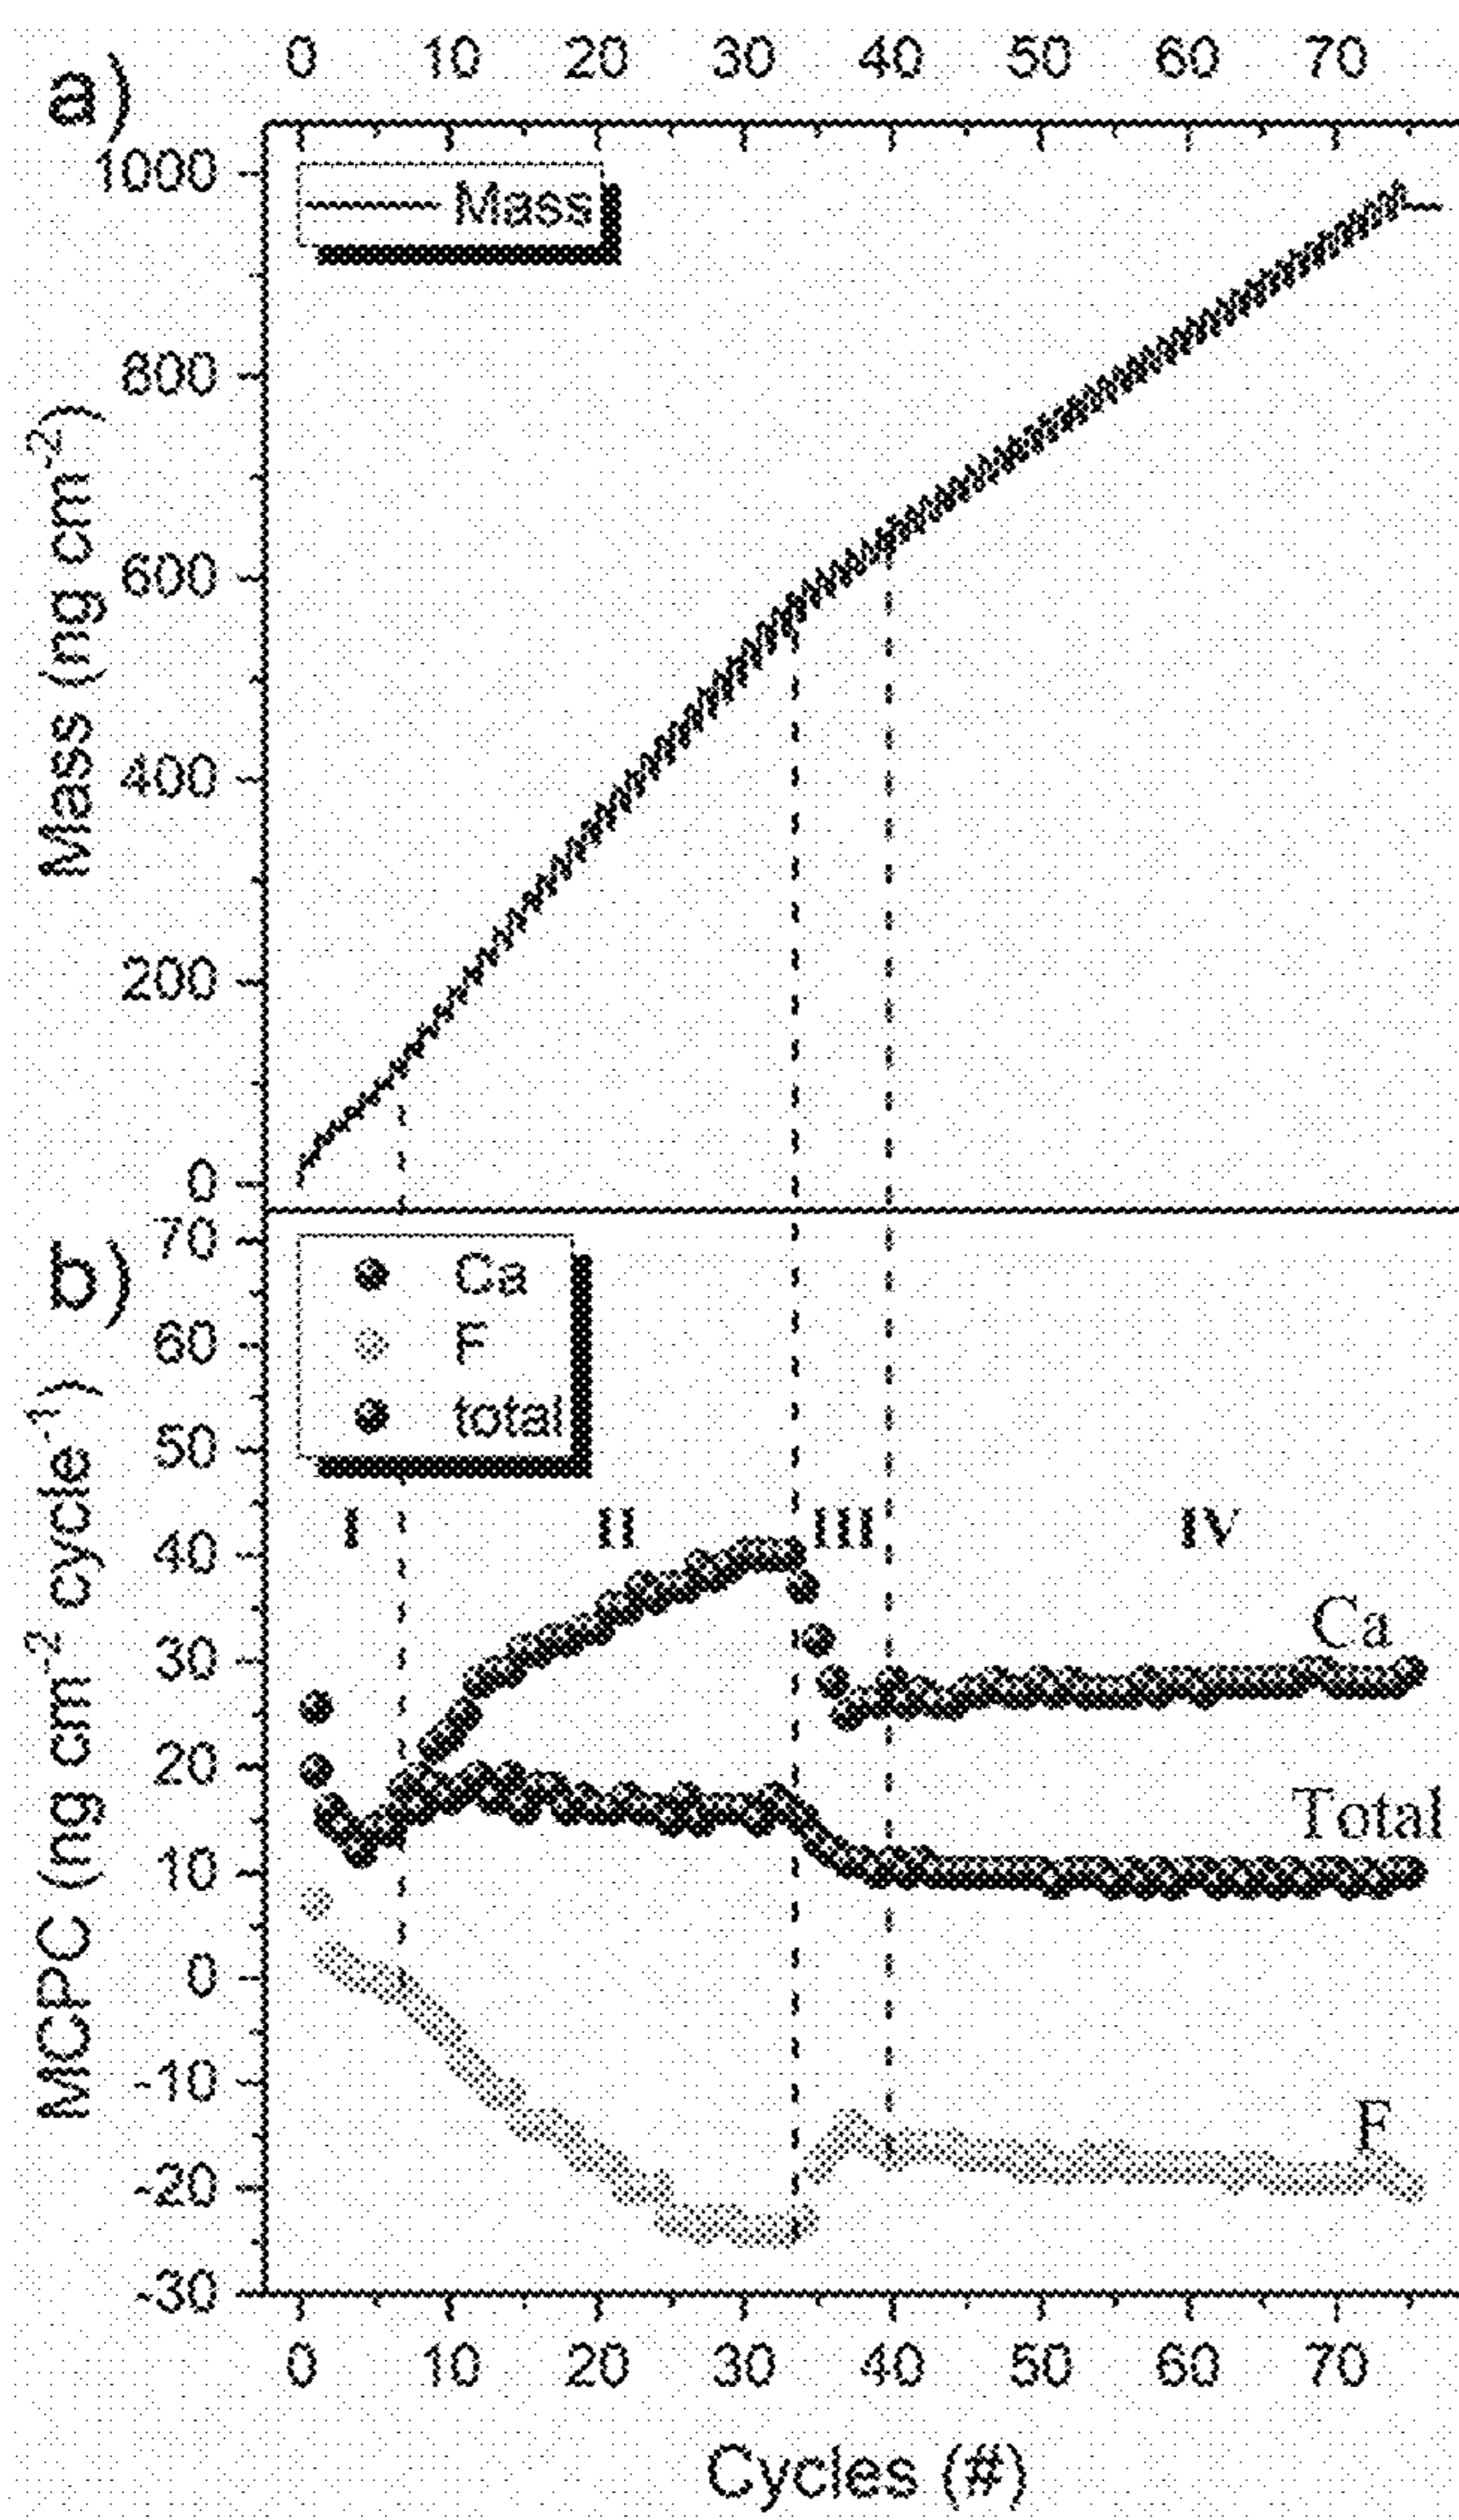 0 10 20 30 40 50 60 70
a)
1000
Mass
800
600
400
200
0
Mass (ng cm⁻²)
b)
70
60
50
40
30
20
10
0
-10
-20
-30
MCPC (ng cm⁻² cycle⁻¹)
Ca
F
total
I II III IV
Ca
Total
F
0 10 20 30 40 50 60 70
Cycles (#)